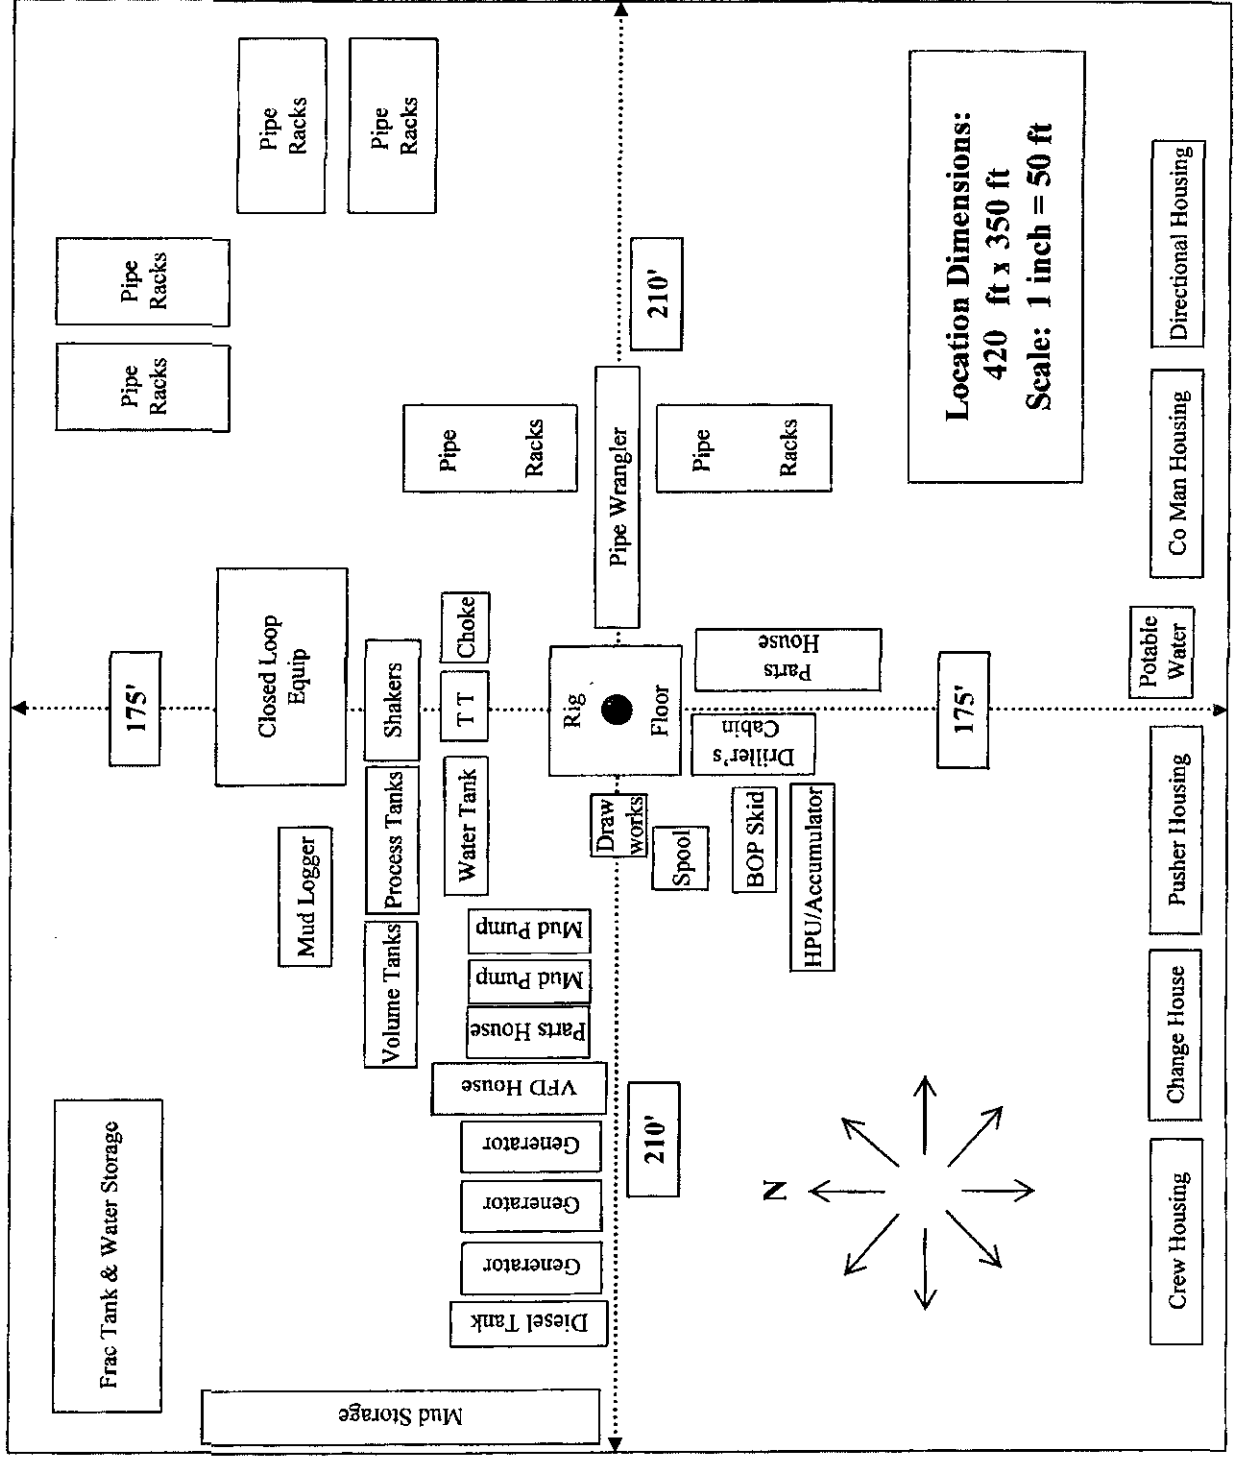 Frac Tank & Water Storage
Pipe
Racks
Pipe
Racks
175'
Closed Loop
Equip
Pipe
Racks
Mud Logger
Pipe
Racks
Volume Tanks
Process Tanks
Shakers
Mud Storage
Water Tank
T T
Choke
Diesel Tank
Generator
Generator
Generator
VFD House
Parts House
Mud Pump
Mud Pump
Pipe
Racks
Rig
Floor
Draw
works
Pipe Wrangler
210'
210'
Spool
Pipe
Racks
Driller's
Cabin
Parts
House
BOP Skid
HPU/Accumulator
N
175'
Location Dimensions:
420 ft x 350 ft
Scale: 1 inch = 50 ft
Potable
Water
Crew Housing
Change House
Pusher Housing
Co Man Housing
Directional Housing